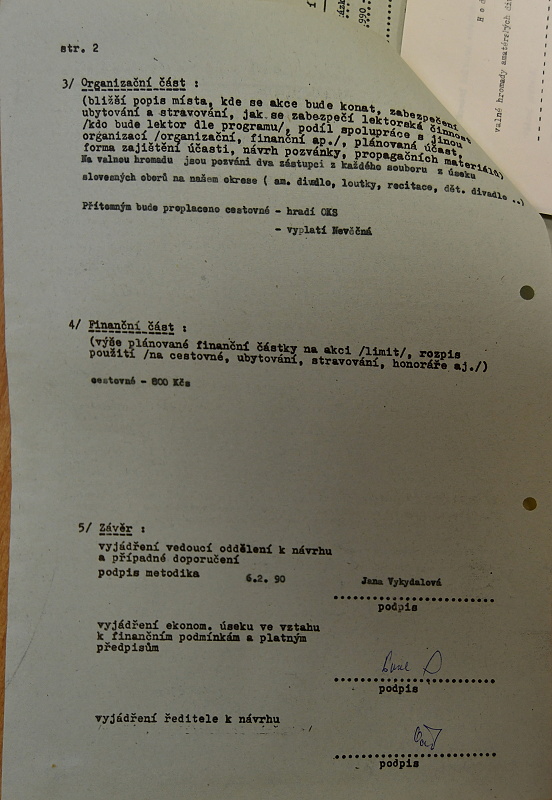 str. 2
3/ Organizační část :
(bližší popis místa, kde se akce bude konat, zabezpečení
ubytování a stravování, jak se zabezpečí lektorská činnost
/kdo bude lektor dle programu/, podíl spolupráce s jinou
organizací /organizační, finanční ap./, plánovaná účast,
forma zajištění účasti, návrh pozvánky, propagačních materiálů)
Na valnou hromadu jsou pozváni dva zástupci z každého souboru z úseku
slovesných oborů na našem okrese ( am. divadlo, loutky, recitace, dět. divadlo ..)
Přítomným bude proplaceno cestovné - hradí OKS
- vyplatí Nevěčná
4/ Finanční část :
(výše plánované finanční částky na akci /limit/, rozpis
použití /na cestovné, ubytování, stravování, honoráře aj./)
cestovné - 800 Kčs
5/ Závěr :
vyjádření vedoucí oddělení k návrhu
a případné doporučení
podpis metodika 6.2. 90 Jana Vykydalová
podpis
vyjádření ekonom. úseku ve vztahu
k finančním podmínkám a platným
předpisům
podpis
vyjádření ředitele k návrhu
podpis
990 -
valné hromady amatérských